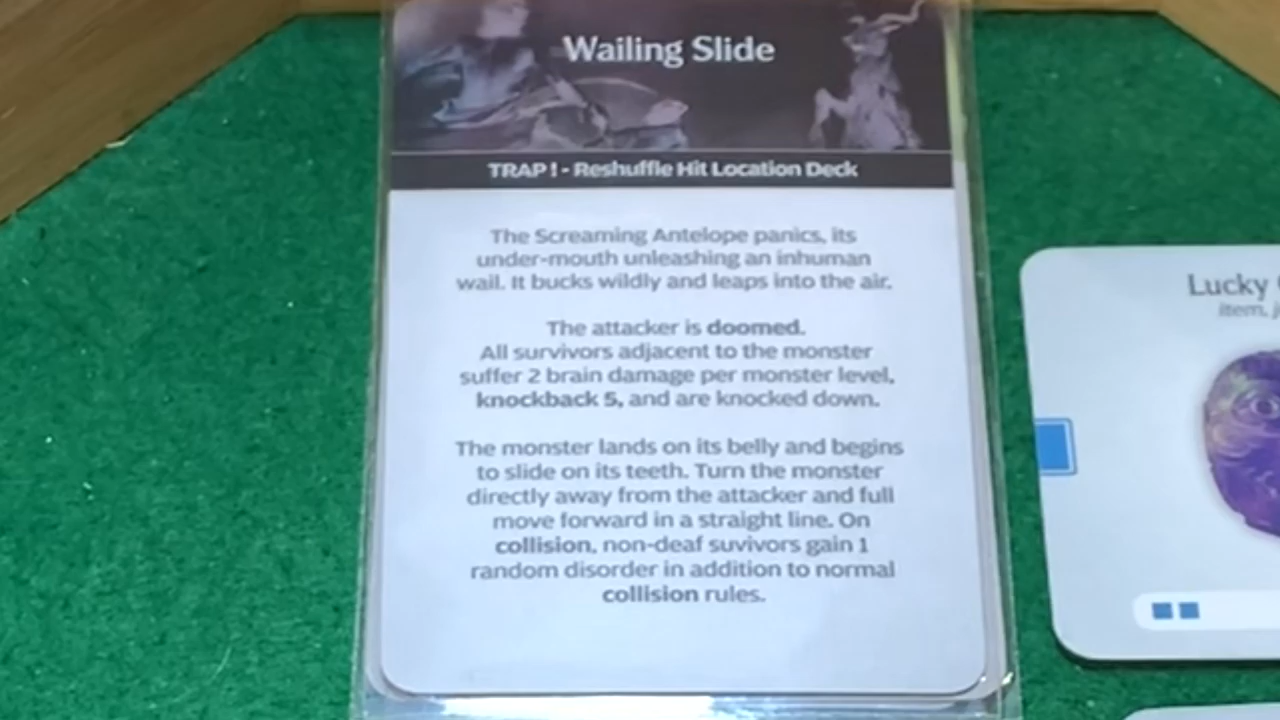 Wailing Slide
TRAP! - Reshuffle Hit Location Deck
The Screaming Antelope panics, its
under-mouth unleashing an inhuman
wail. It bucks wildly and leaps into the air.
The attacker is doomed.
All survivors adjacent to the monster
suffer 2 brain damage per monster level,
knockback 5, and are knocked down.
The monster lands on its belly and begins
to slide on its teeth. Turn the monster
directly away from the attacker and full
move forward in a straight line. On
collision, non-deaf suvivors gain 1
random disorder in addition to normal
collision rules.
Lucky
item,